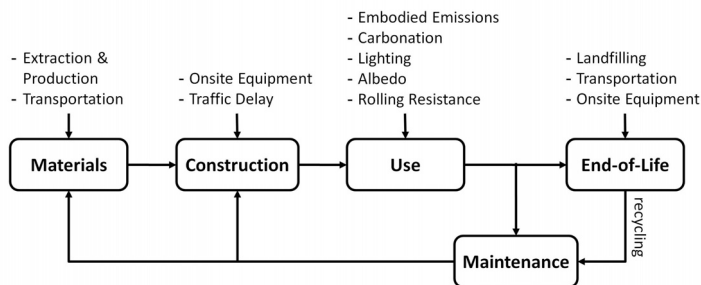 - Extraction &
Production
- Transportation
- Onsite Equipment
- Traffic Delay
- Embodied Emissions
- Carbonation
- Lighting
- Albedo
- Rolling Resistance
- Landfilling
- Transportation
- Onsite Equipment
Materials
Construction
Use
End-of-Life
recycling
Maintenance